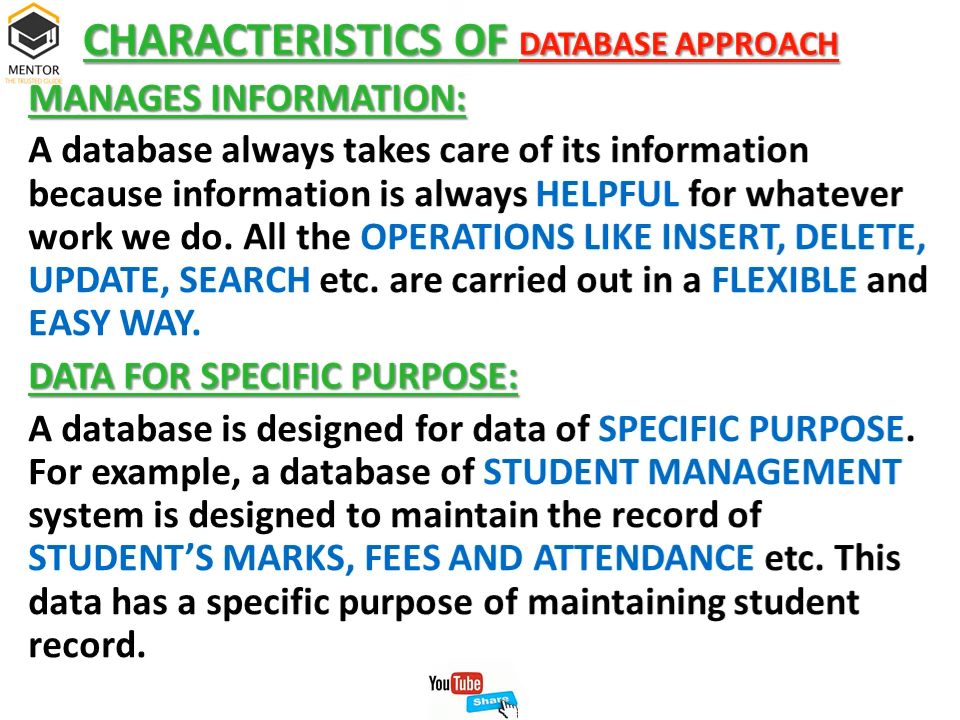 CHARACTERISTICS OF DATABASE APPROACH
MENTOR
THE TRUSTED GUIDE
MANAGES INFORMATION:
A database always takes care of its information
because information is always HELPFUL for whatever
work we do. All the OPERATIONS LIKE INSERT, DELETE,
UPDATE, SEARCH etc. are carried out in a FLEXIBLE and
EASY WAY.
DATA FOR SPECIFIC PURPOSE:
A database is designed for data of SPECIFIC PURPOSE.
For example, a database of STUDENT MANAGEMENT
system is designed to maintain the record of
STUDENT’S MARKS, FEES AND ATTENDANCE etc. This
data has a specific purpose of maintaining student
record.
YouTube
Share